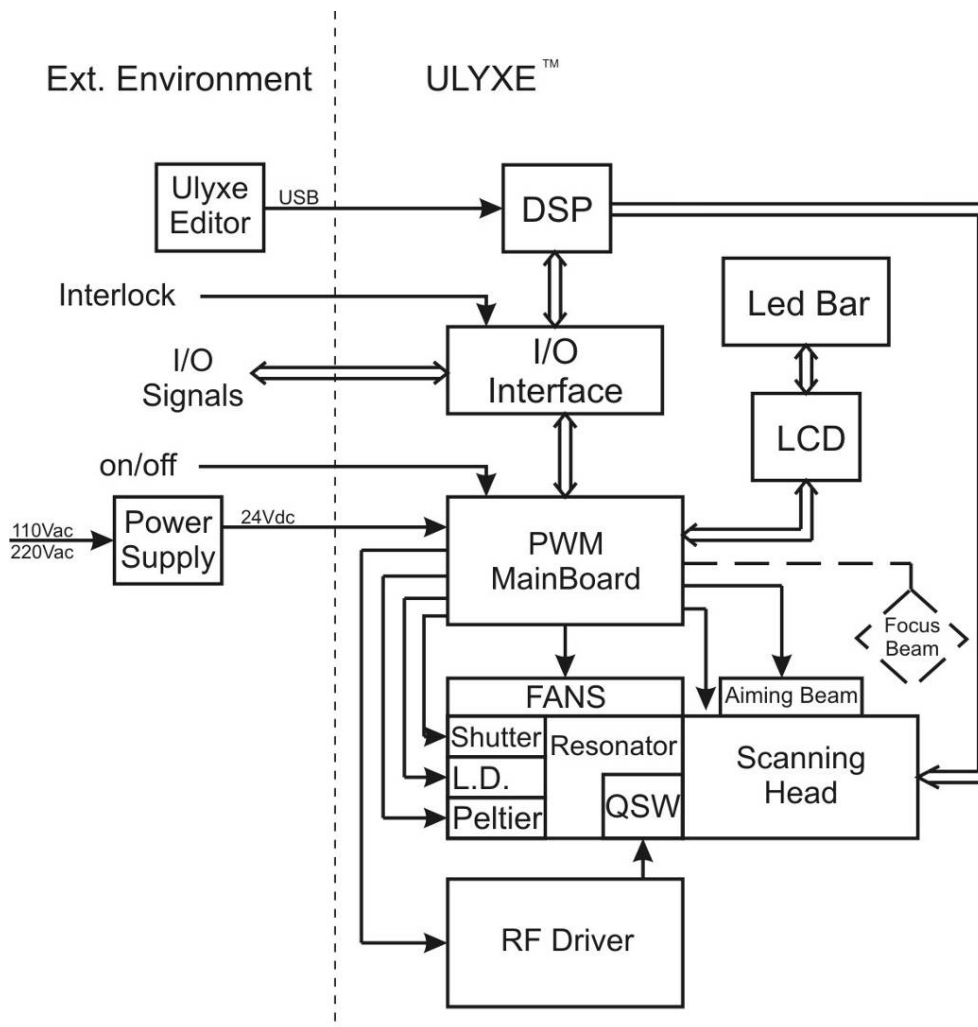 Ext. Environment
ULYXE™
Ulyxe
Editor
USB
DSP
Interlock
Led Bar
I/O
Signals
I/O
Interface
LCD
on/off
110Vac
220Vac
Power
Supply
24Vdc
PWM
MainBoard
Focus
Beam
FANS
Aiming Beam
Shutter
Resonator
L.D.
Peltier
QSW
Scanning
Head
RF Driver